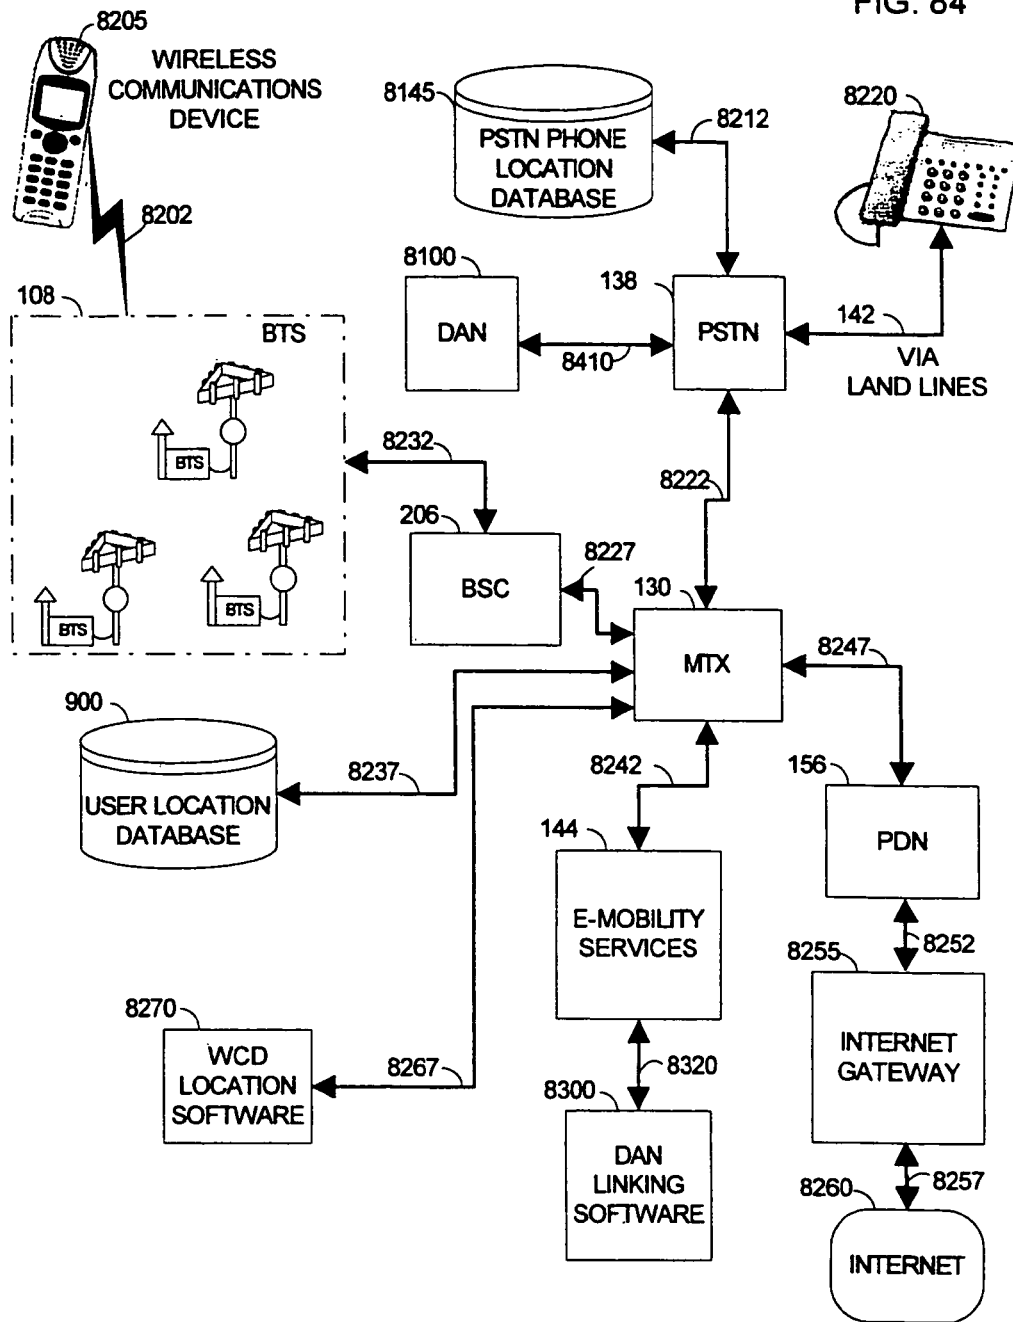 FIG. 84
8205
WIRELESS
COMMUNICATIONS
DEVICE
8202
8145
PSTN PHONE
LOCATION
DATABASE
8212
8220
8100
DAN
8410
138
PSTN
142
VIA
LAND LINES
108
BTS
BTS
BTS
BTS
8232
8222
206
BSC
8227
130
MTX
8247
900
USER LOCATION
DATABASE
8237
8242
156
PDN
144
E-MOBILITY
SERVICES
8252
8255
INTERNET
GATEWAY
8270
WCD
LOCATION
SOFTWARE
8267
8320
8300
DAN
LINKING
SOFTWARE
8257
8260
INTERNET